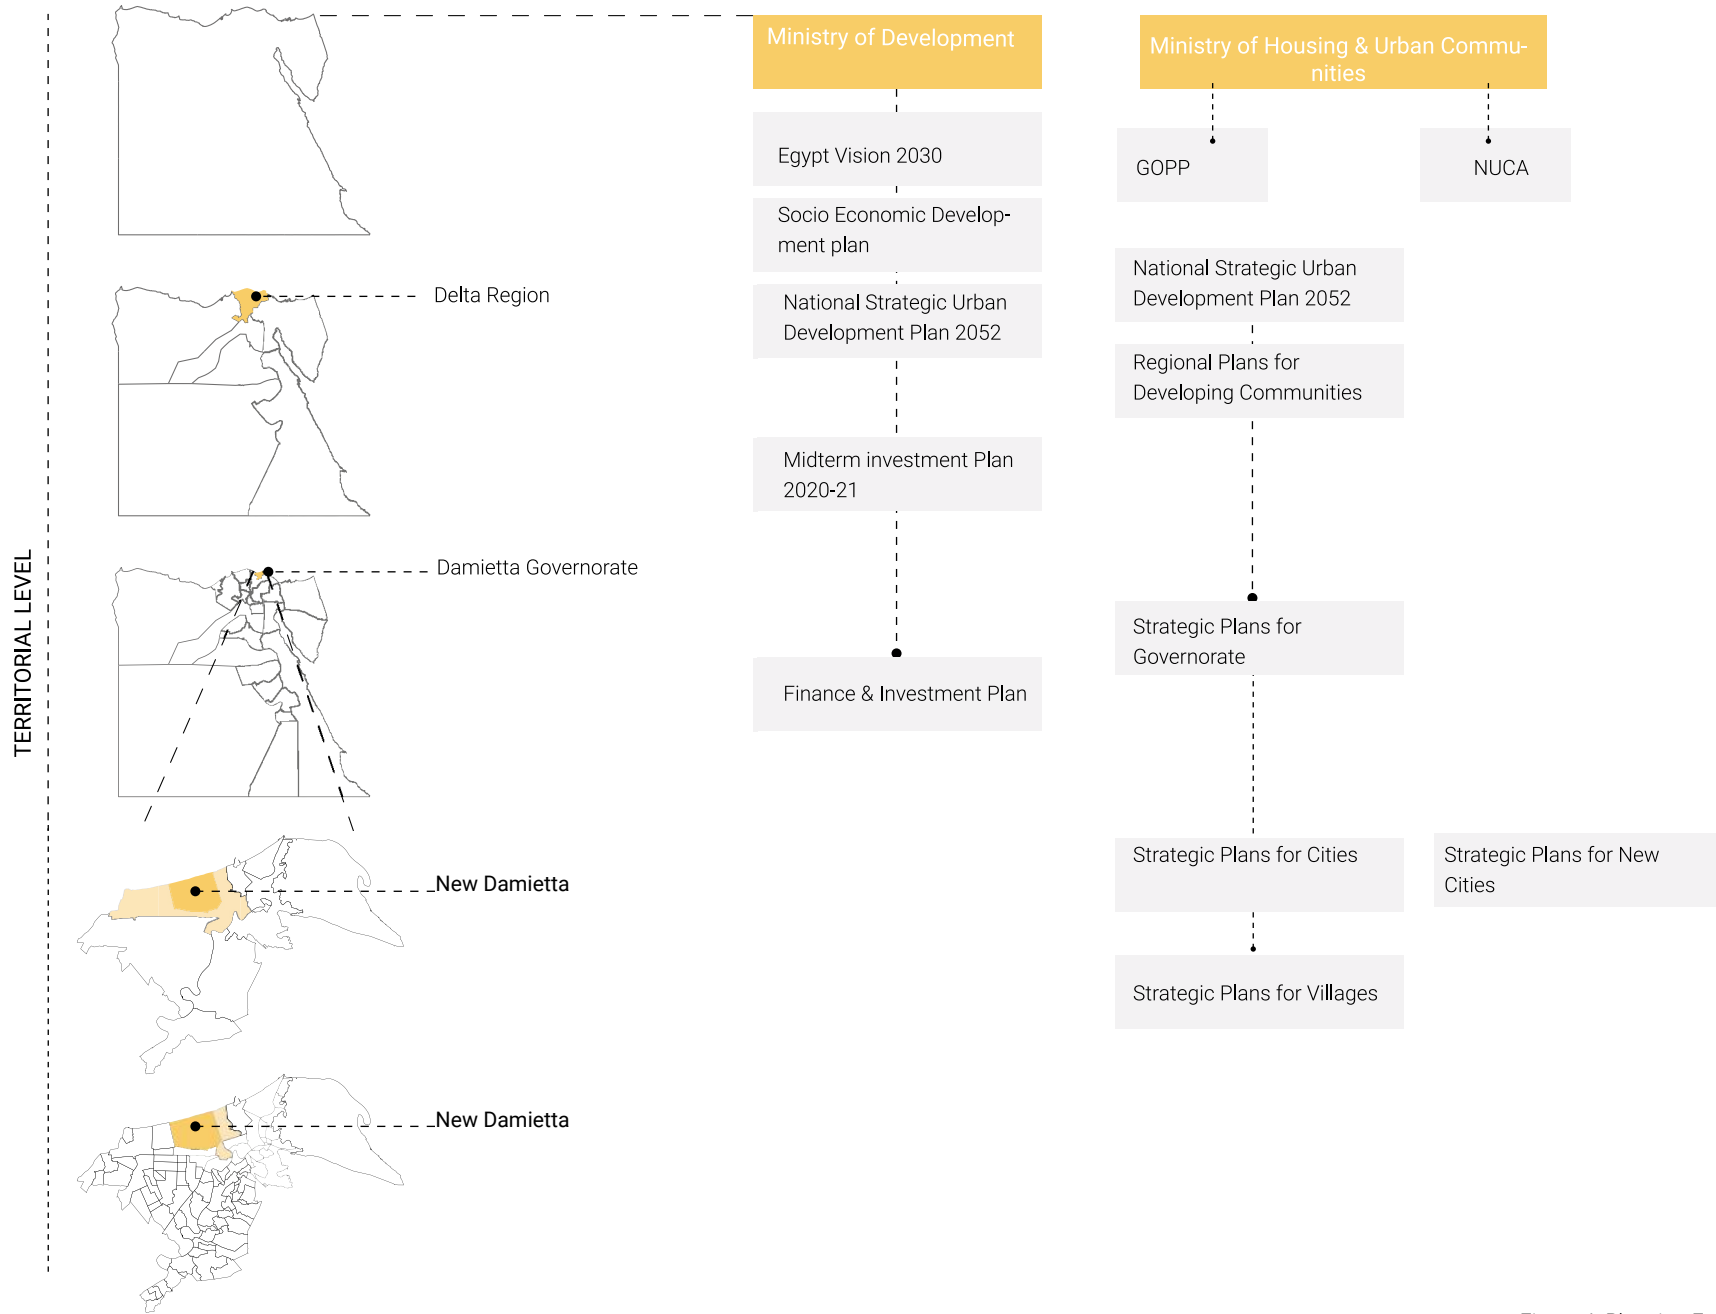 TERRITORIAL LEVEL
Ministry of Development
Ministry of Housing & Urban Commu-
nities
Egypt Vision 2030
GOPP
NUCA
Socio Economic Develop-
ment plan
National Strategic Urban
Development Plan 2052
Delta Region
National Strategic Urban
Development Plan 2052
Regional Plans for
Developing Communities
Midterm investment Plan
2020-21
Damietta Governorate
Strategic Plans for
Governorate
Finance & Investment Plan
Strategic Plans for Cities
Strategic Plans for New
Cities
New Damietta
Strategic Plans for Villages
New Damietta